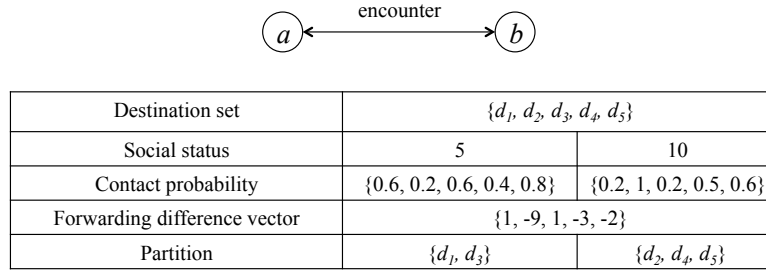 encounter
a b
Destination set {d1, d2, d3, d4, d5}
Social status 5 10
Contact probability {0.6, 0.2, 0.6, 0.4, 0.8} {0.2, 1, 0.2, 0.5, 0.6}
Forwarding difference vector {1, -9, 1, -3, -2}
Partition {d1, d3} {d2, d4, d5}